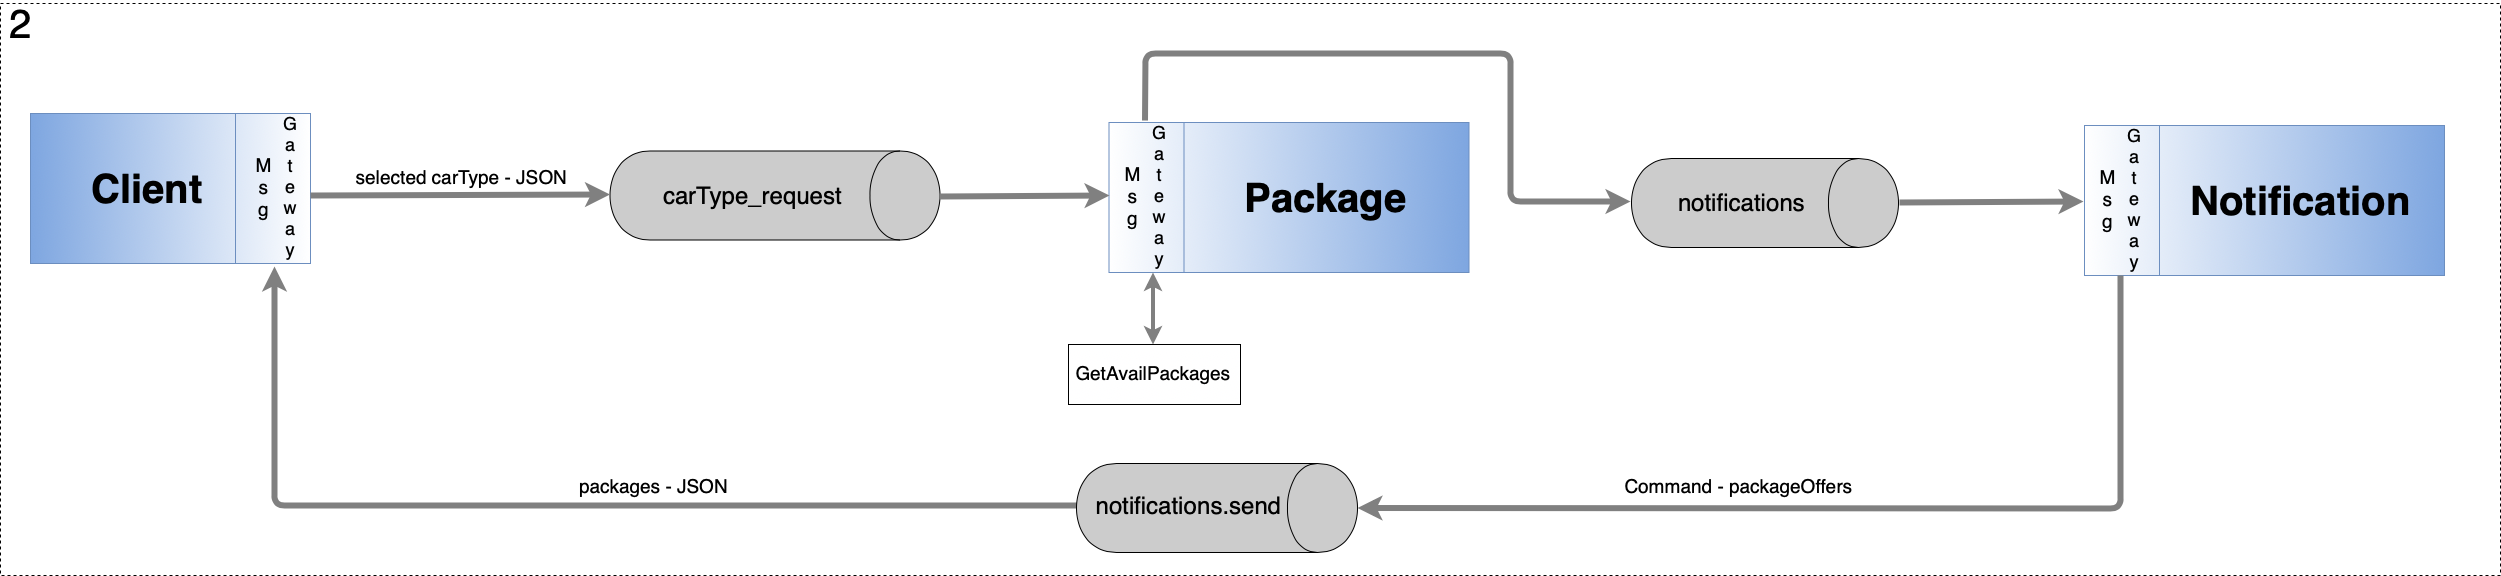 2
Client
Msg
Gateway
selected carType - JSON
carType_request
Msg
Gateway
Package
notifications
Msg
Gateway
Notification
GetAvailPackages
packages - JSON
notifications.send
Command - packageOffers